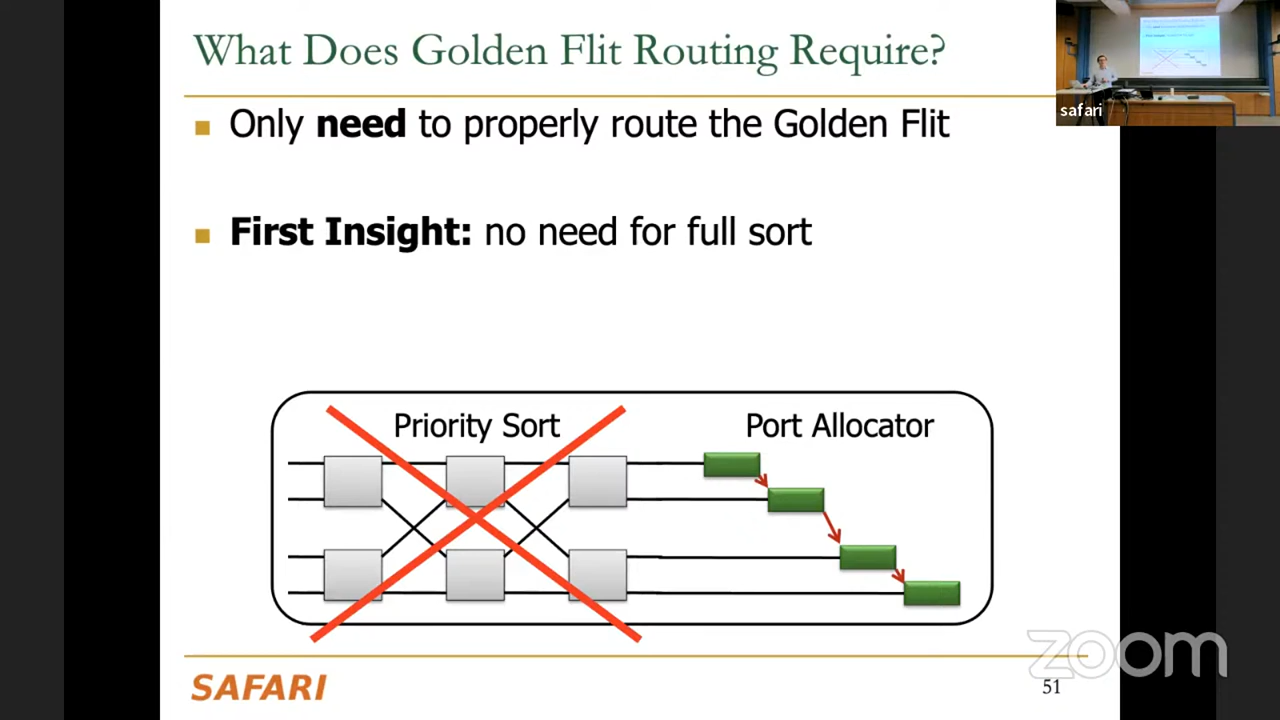 What Does Golden Flit Routing Require?
safari
Only need to properly route the Golden Flit
First Insight: no need for full sort
Priority Sort
Port Allocator
SAFARI
51
zoom